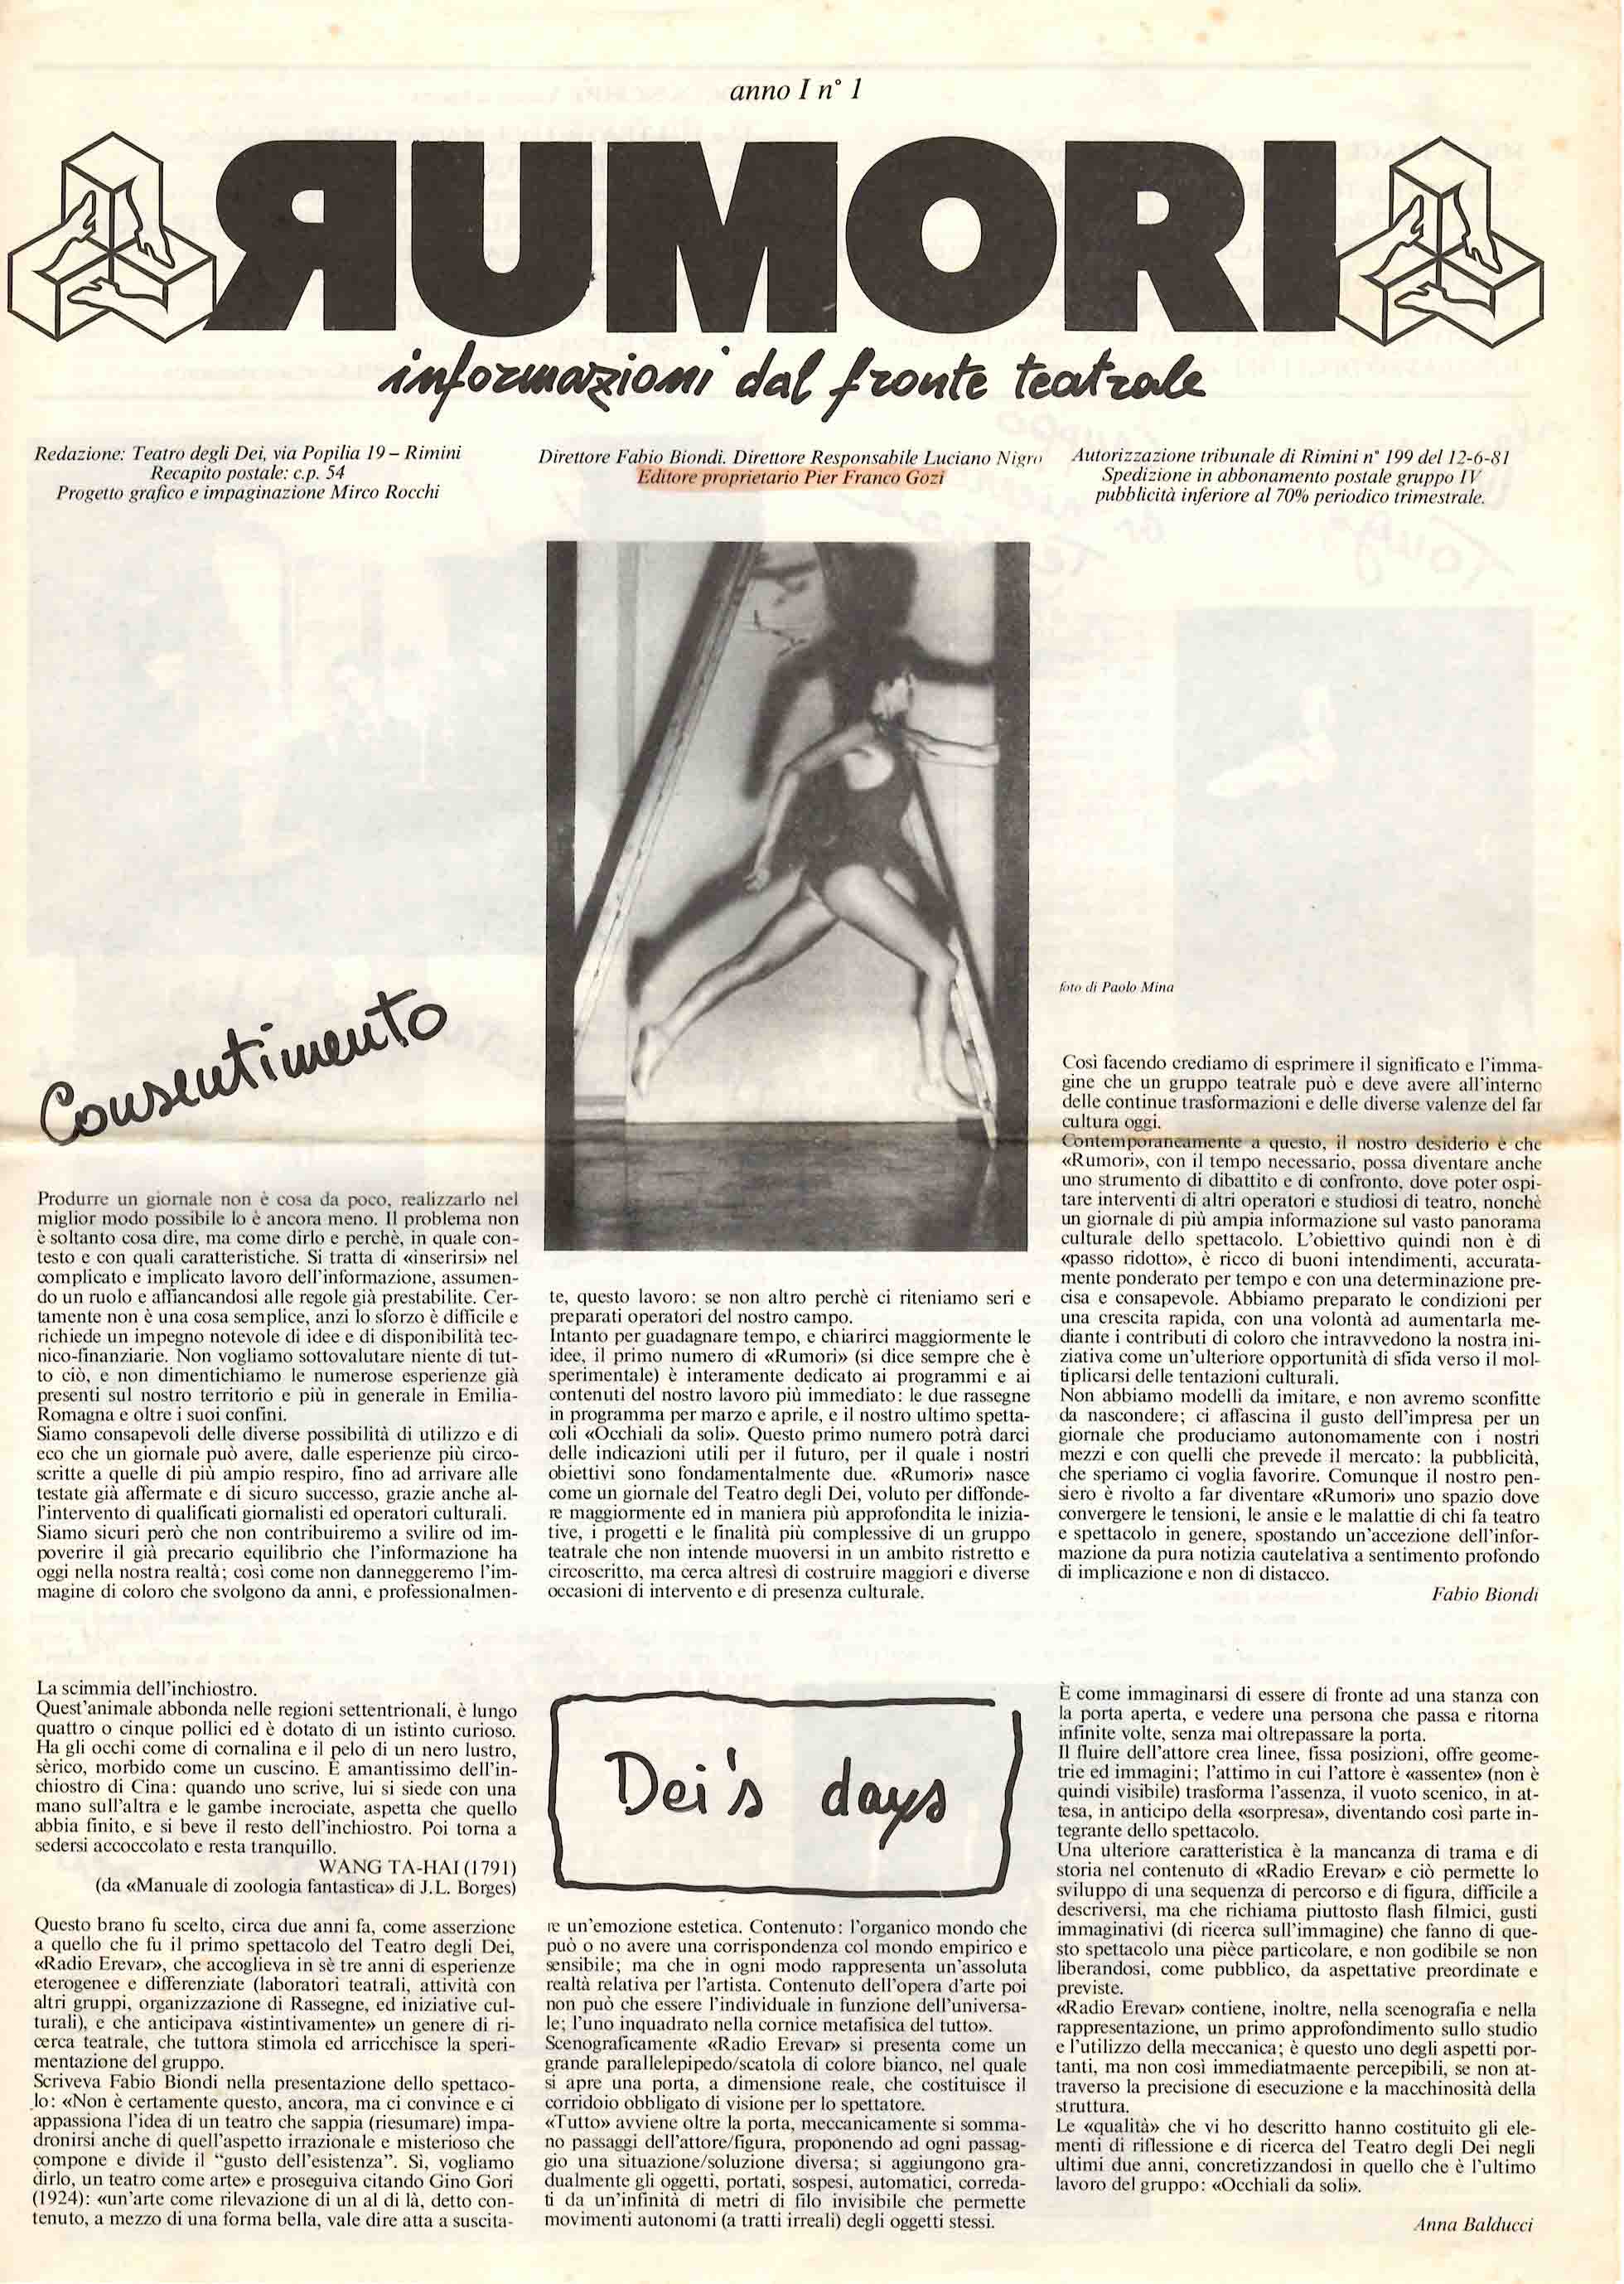 anno I n° 1
RUMORI
informazioni dal fronte teatrale
Redazione: Teatro degli Dei, via Popilia 19 – Rimini
Recapito postale: c.p. 54
Progetto grafico e impaginazione Mirco Rocchi
Direttore Fabio Biondi. Direttore Responsabile Luciano Nigro
Editore proprietario Pier Franco Gozi
Autorizzazione tribunale di Rimini n° 199 del 12-6-81
Spedizione in abbonamento postale gruppo IV
pubblicità inferiore al 70% periodico trimestrale.
foto di Paolo Mina
Consentimento
Produrre un giornale non è cosa da poco, realizzarlo nel
miglior modo possibile lo è ancora meno. Il problema non
è soltanto cosa dire, ma come dirlo e perchè, in quale con-
testo e con quali caratteristiche. Si tratta di «inserirsi» nel
complicato e implicato lavoro dell'informazione, assumen-
do un ruolo e affiancandosi alle regole già prestabilite. Cer-
tamente non è una cosa semplice, anzi lo sforzo è difficile e
richiede un impegno notevole di idee e di disponibilità tec-
nico-finanziarie. Non vogliamo sottovalutare niente di tut-
to ciò, e non dimentichiamo le numerose esperienze già
presenti sul nostro territorio e più in generale in Emilia-
Romagna e oltre i suoi confini.
Siamo consapevoli delle diverse possibilità di utilizzo e di
eco che un giornale può avere, dalle esperienze più circo-
scritte a quelle di più ampio respiro, fino ad arrivare alle
testate già affermate e di sicuro successo, grazie anche al-
l'intervento di qualificati giornalisti ed operatori culturali.
Siamo sicuri però che non contribuiremo a svilire od im-
poverire il già precario equilibrio che l'informazione ha
oggi nella nostra realtà; così come non danneggeremo l'im-
magine di coloro che svolgono da anni, e professionalmen-
te, questo lavoro: se non altro perchè ci riteniamo seri e
preparati operatori del nostro campo.
Intanto per guadagnare tempo, e chiarirci maggiormente le
idee, il primo numero di «Rumori» (si dice sempre che è
sperimentale) è interamente dedicato ai programmi e ai
contenuti del nostro lavoro più immediato: le due rassegne
in programma per marzo e aprile, e il nostro ultimo spetta-
coli «Occhiali da soli». Questo primo numero potrà darci
delle indicazioni utili per il futuro, per il quale i nostri
obiettivi sono fondamentalmente due. «Rumori» nasce
come un giornale del Teatro degli Dei, voluto per diffonde-
re maggiormente ed in maniera più approfondita le inizia-
tive, i progetti e le finalità più complessive di un gruppo
teatrale che non intende muoversi in un ambito ristretto e
circoscritto, ma cerca altresì di costruire maggiori e diverse
occasioni di intervento e di presenza culturale.
Così facendo crediamo di esprimere il significato e l'imma-
gine che un gruppo teatrale può e deve avere all'interno
delle continue trasformazioni e delle diverse valenze del far
cultura oggi.
Contemporaneamente a questo, il nostro desiderio è che
«Rumori», con il tempo necessario, possa diventare anche
uno strumento di dibattito e di confronto, dove poter ospi-
tare interventi di altri operatori e studiosi di teatro, nonchè
un giornale di più ampia informazione sul vasto panorama
culturale dello spettacolo. L'obiettivo quindi non è di
«passo ridotto», è ricco di buoni intendimenti, accurata-
mente ponderato per tempo e con una determinazione pre-
cisa e consapevole. Abbiamo preparato le condizioni per
una crescita rapida, con una volontà ad aumentarla me-
diante i contributi di coloro che intravvedono la nostra ini-
ziativa come un'ulteriore opportunità di sfida verso il mol-
tiplicarsi delle tentazioni culturali.
Non abbiamo modelli da imitare, e non avremo sconfitte
da nascondere; ci affascina il gusto dell'impresa per un
giornale che produciamo autonomamente con i nostri
mezzi e con quelli che prevede il mercato: la pubblicità,
che speriamo ci voglia favorire. Comunque il nostro pen-
siero è rivolto a far diventare «Rumori» uno spazio dove
convergere le tensioni, le ansie e le malattie di chi fa teatro
e spettacolo in genere, spostando un'accezione dell'infor-
mazione da pura notizia cautelativa a sentimento profondo
di implicazione e non di distacco.
Fabio Biondi
Dei's days
La scimmia dell'inchiostro.
Quest'animale abbonda nelle regioni settentrionali, è lungo
quattro o cinque pollici ed è dotato di un istinto curioso.
Ha gli occhi come di cornalina e il pelo di un nero lustro,
sèrico, morbido come un cuscino. È amantissimo dell'in-
chiostro di Cina: quando uno scrive, lui si siede con una
mano sull'altra e le gambe incrociate, aspetta che quello
abbia finito, e si beve il resto dell'inchiostro. Poi torna a
sedersi accoccolato e resta tranquillo.
WANG TA-HAI (1791)
(da «Manuale di zoologia fantastica» di J.L. Borges)
Questo brano fu scelto, circa due anni fa, come asserzione
a quello che fu il primo spettacolo del Teatro degli Dei,
«Radio Erevan», che accoglieva in sè tre anni di esperienze
eterogenee e differenziate (laboratori teatrali, attività con
altri gruppi, organizzazione di Rassegne, ed iniziative cul-
turali), e che anticipava «istintivamente» un genere di ri-
cerca teatrale, che tuttora stimola ed arricchisce la speri-
mentazione del gruppo.
Scriveva Fabio Biondi nella presentazione dello spettaco-
lo: «Non è certamente questo, ancora, ma ci convince e ci
appassiona l'idea di un teatro che sappia (riesumare) impa-
dronirsi anche di quell'aspetto irrazionale e misterioso che
compone e divide il "gusto dell'esistenza". Sì, vogliamo
dirlo, un teatro come arte» e proseguiva citando Gino Gori
(1924): «un'arte come rilevazione di un al di là, detto con-
tenuto, a mezzo di una forma bella, vale dire atta a suscita-
re un'emozione estetica. Contenuto: l'organico mondo che
può o no avere una corrispondenza col mondo empirico e
sensibile; ma che in ogni modo rappresenta un'assoluta
realtà relativa per l'artista. Contenuto dell'opera d'arte poi
non può che essere l'individuale in funzione dell'universa-
le; l'uno inquadrato nella cornice metafisica del tutto».
Scenograficamente «Radio Erevan» si presenta come un
grande parallelepipedo/scatola di colore bianco, nel quale
si apre una porta, a dimensione reale, che costituisce il
corridoio obbligato di visione per lo spettatore.
«Tutto» avviene oltre la porta, meccanicamente si somma-
no passaggi dell'attore/figura, proponendo ad ogni passag-
gio una situazione/soluzione diversa; si aggiungono gra-
dualmente gli oggetti, portati, sospesi, automatici, correda-
ti da un'infinità di metri di filo invisibile che permette
movimenti autonomi (a tratti irreali) degli oggetti stessi.
È come immaginarsi di essere di fronte ad una stanza con
la porta aperta, e vedere una persona che passa e ritorna
infinite volte, senza mai oltrepassare la porta.
Il fluire dell'attore crea linee, fissa posizioni, offre geome-
trie ed immagini; l'attimo in cui l'attore è «assente» (non è
quindi visibile) trasforma l'assenza, il vuoto scenico, in at-
tesa, in anticipo della «sorpresa», diventando così parte in-
tegrante dello spettacolo.
Una ulteriore caratteristica è la mancanza di trama e di
storia nel contenuto di «Radio Erevan» e ciò permette lo
sviluppo di una sequenza di percorso e di figura, difficile a
descriversi, ma che richiama piuttosto flash filmici, gusti
immaginativi (di ricerca sull'immagine) che fanno di que-
sto spettacolo una pièce particolare, e non godibile se non
liberandosi, come pubblico, da aspettative preordinate e
previste.
«Radio Erevan» contiene, inoltre, nella scenografia e nella
rappresentazione, un primo approfondimento sullo studio
e l'utilizzo della meccanica; è questo uno degli aspetti por-
tanti, ma non così immediatmaente percepibili, se non at-
traverso la precisione di esecuzione e la macchinosità della
struttura.
Le «qualità» che vi ho descritto hanno costituito gli ele-
menti di riflessione e di ricerca del Teatro degli Dei negli
ultimi due anni, concretizzandosi in quello che è l'ultimo
lavoro del gruppo: «Occhiali da soli».
Anna Balducci